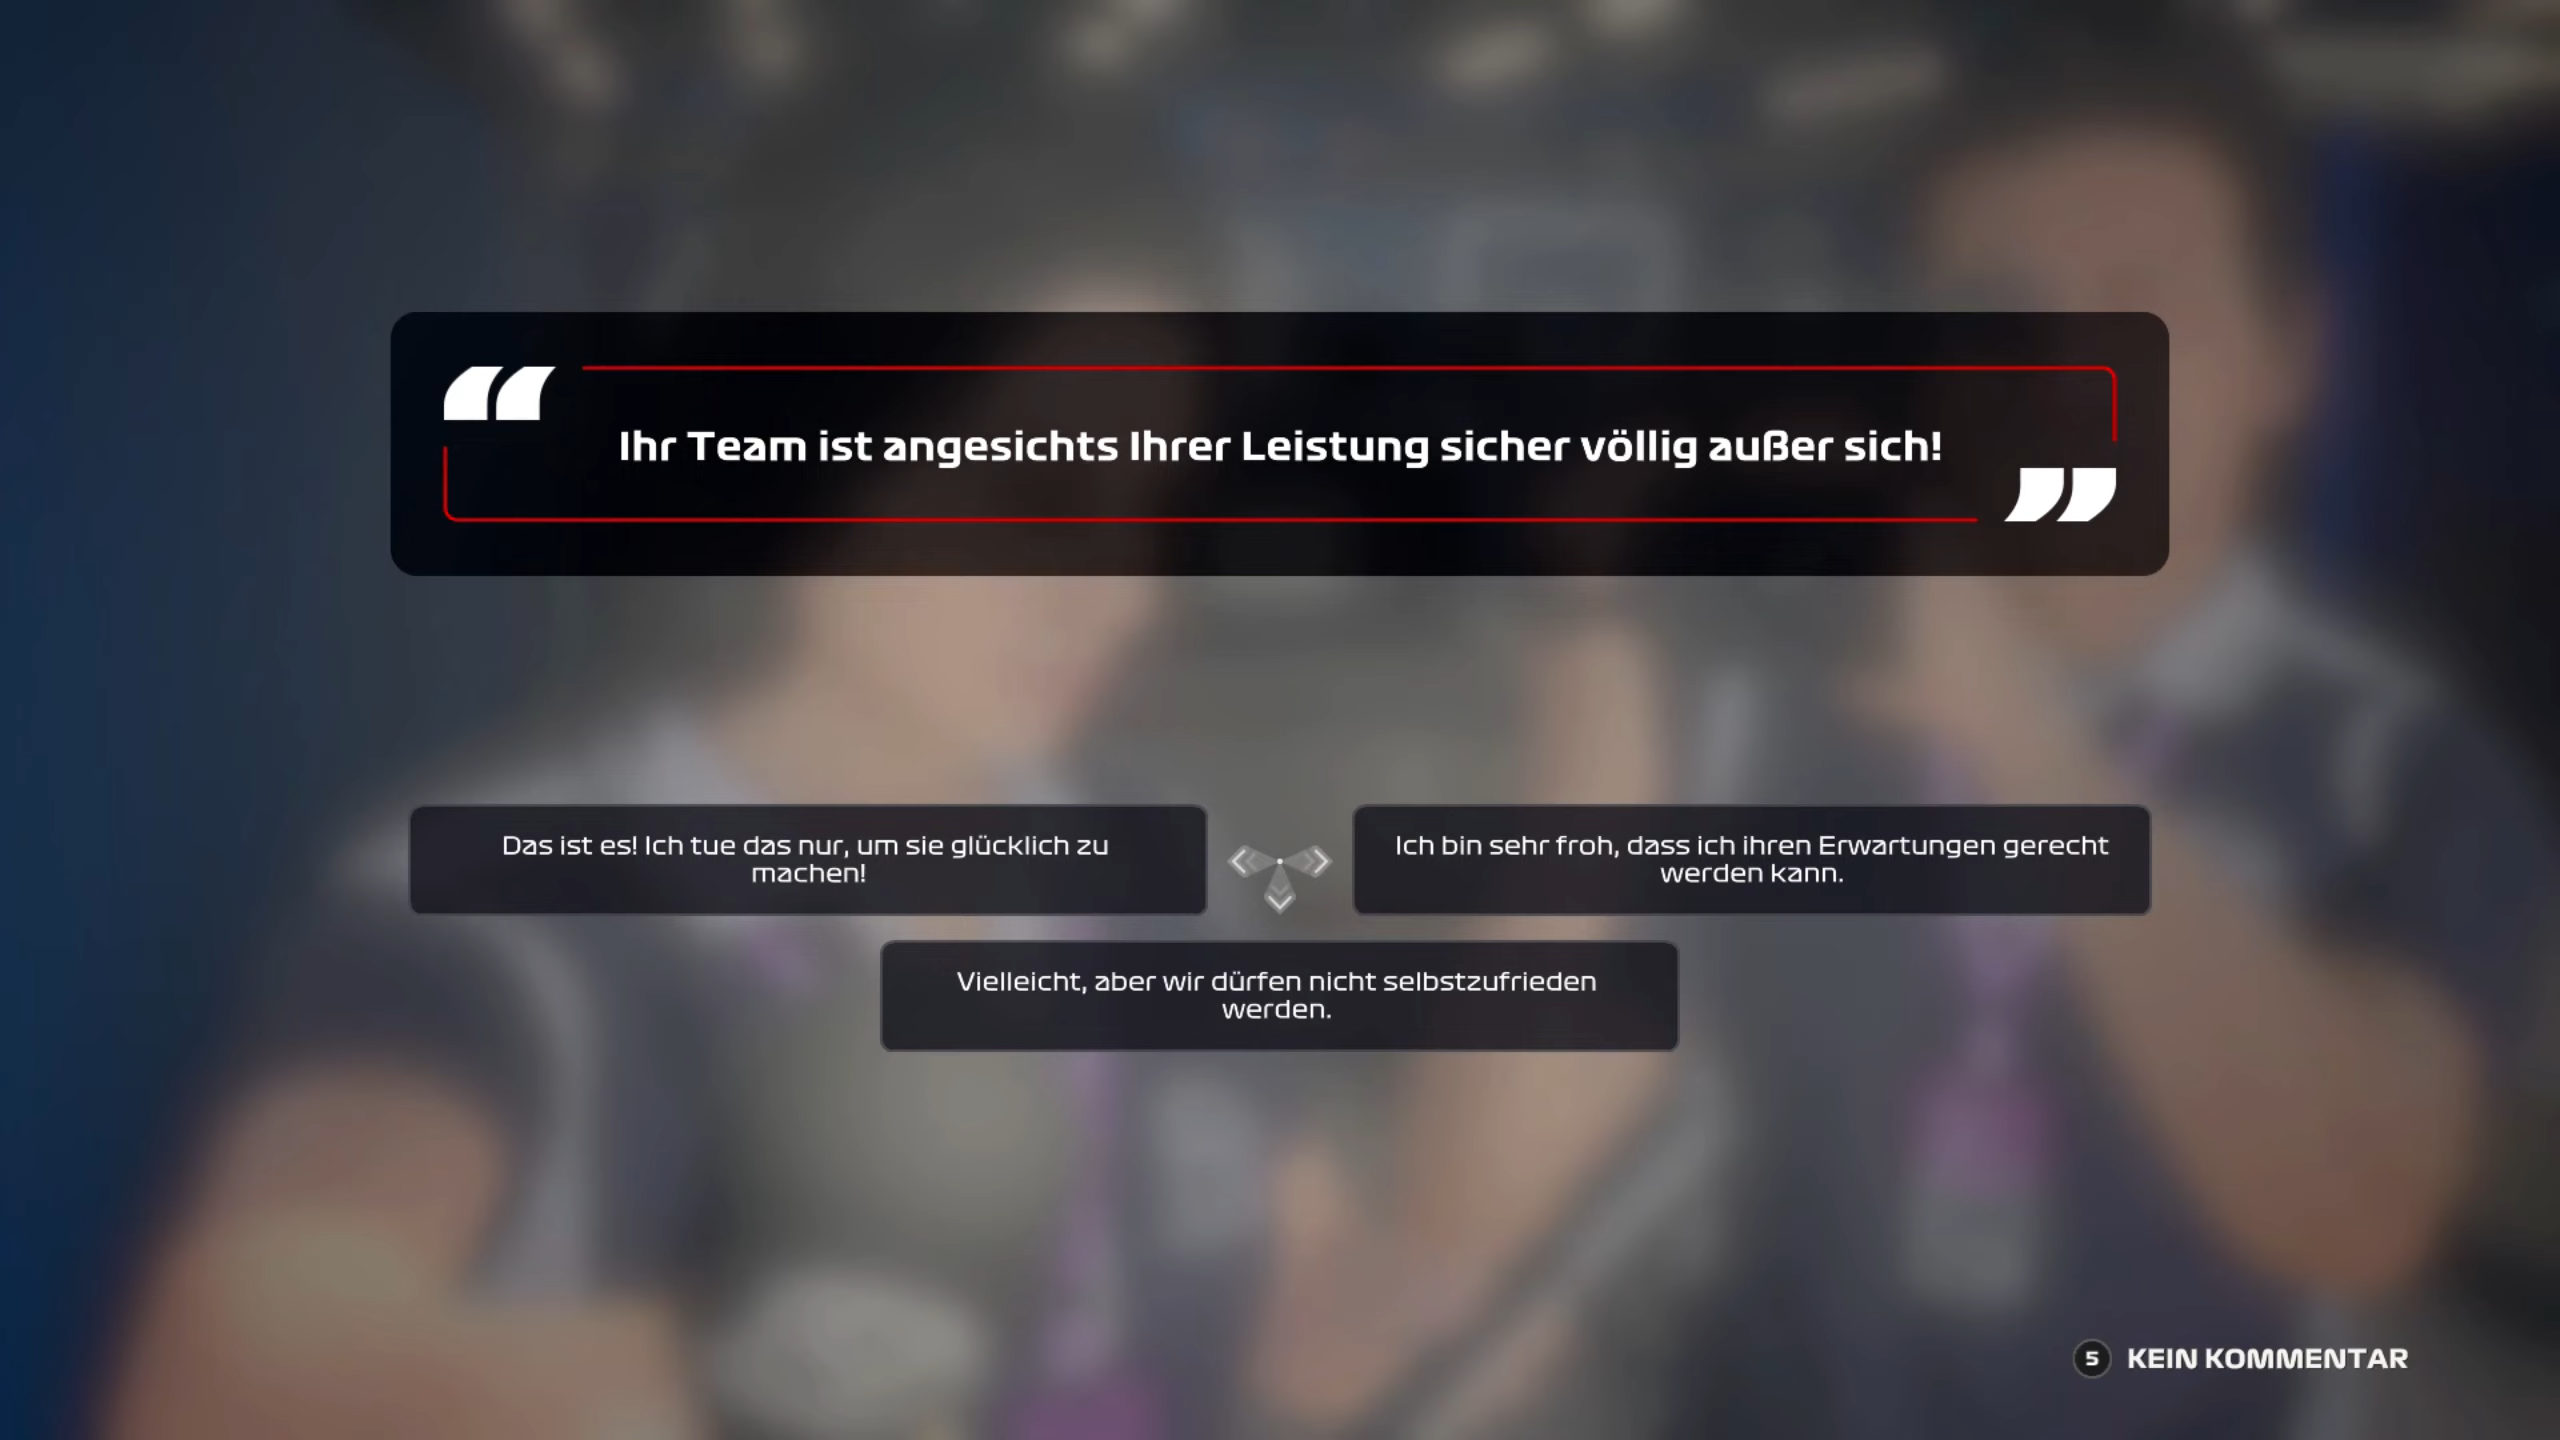 Ihr Team ist angesichts Ihrer Leistung sicher völlig außer sich!
Das ist es! Ich tue das nur, um sie glücklich zu
machen!
Ich bin sehr froh, dass ich ihren Erwartungen gerecht
werden kann.
Vielleicht, aber wir dürfen nicht selbstzufrieden
werden.
5 KEIN KOMMENTAR